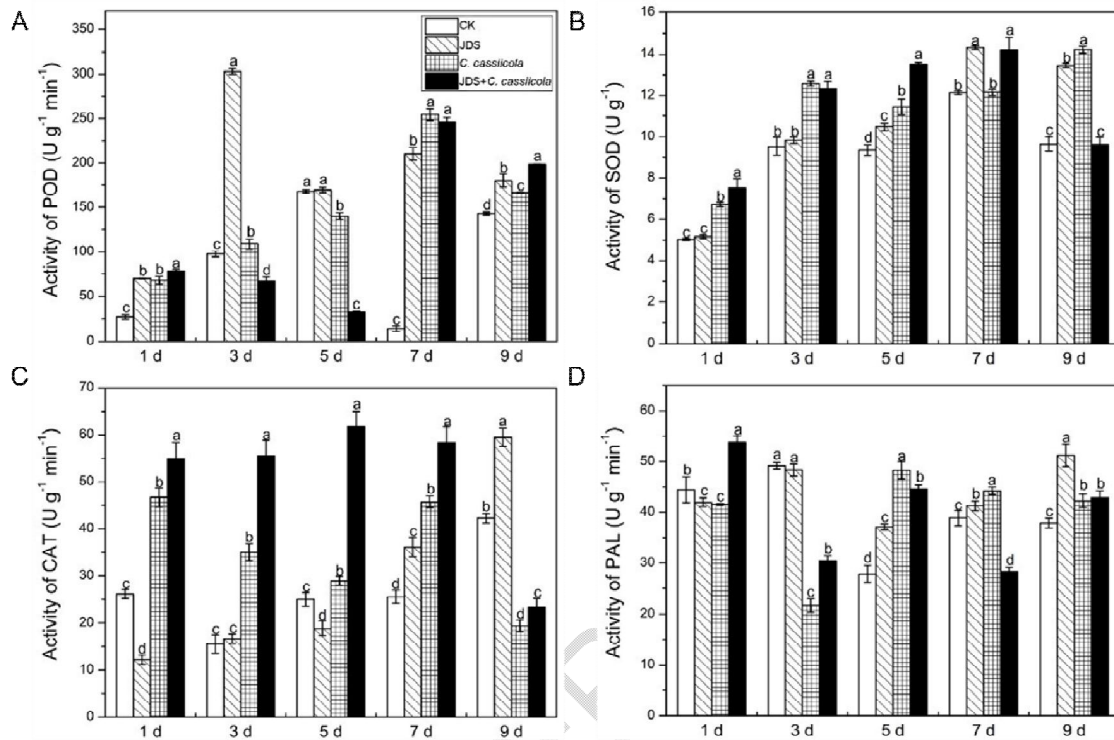 A
Activity of POD (U g⁻¹ min⁻¹)
350
300
250
200
150
100
50
0
CK
JDS
C. cassiicola
JDS+C. cassiicola
c b b a
c a b d
a a b c
c b a a
d b c a
1 d 3 d 5 d 7 d 9 d
B
Activity of SOD (U g⁻¹)
16
14
12
10
8
6
4
2
0
c c b a
b b a a
d c b a
b a b a
c b a c
1 d 3 d 5 d 7 d 9 d
C
Activity of CAT (U g⁻¹ min⁻¹)
70
60
50
40
30
20
10
0
c d b a
c c b a
c d b a
d c b a
b a d c
1 d 3 d 5 d 7 d 9 d
D
Activity of PAL (U g⁻¹ min⁻¹)
60
50
40
30
20
10
0
b c c a
a a c b
d c a b
c b a d
c a b b
1 d 3 d 5 d 7 d 9 d